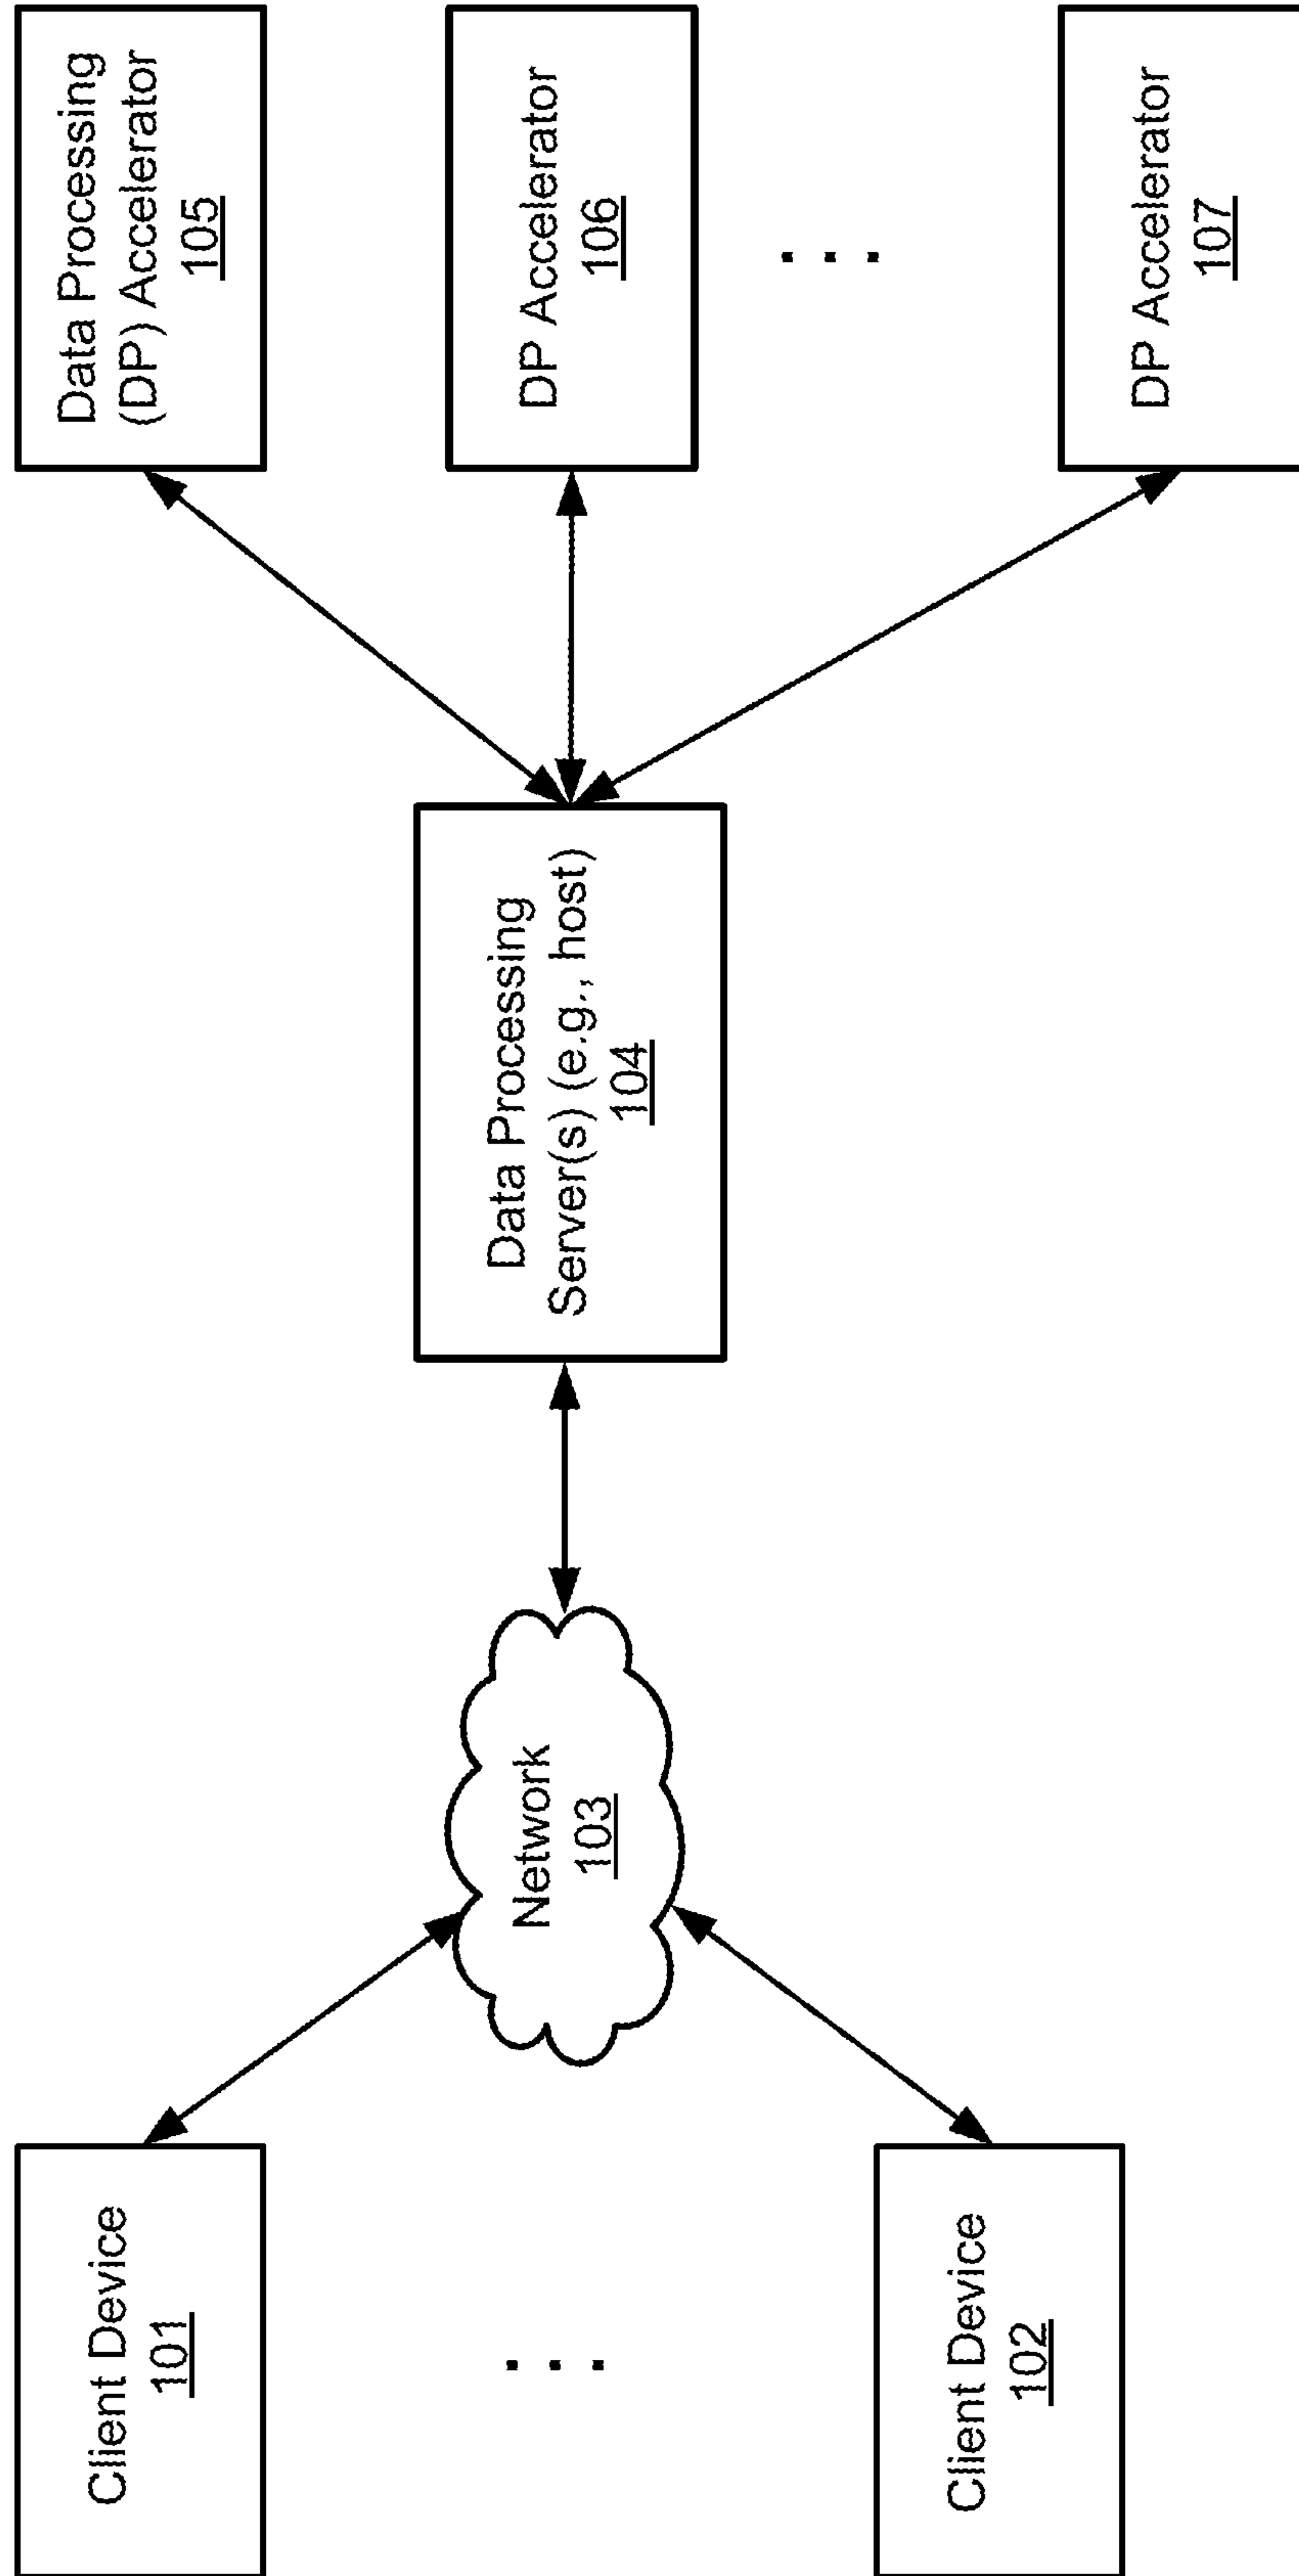 Client Device
101
Client Device
102
Network
103
Data Processing
Server(s) (e.g., host)
104
Data Processing
(DP) Accelerator
105
DP Accelerator
106
DP Accelerator
107